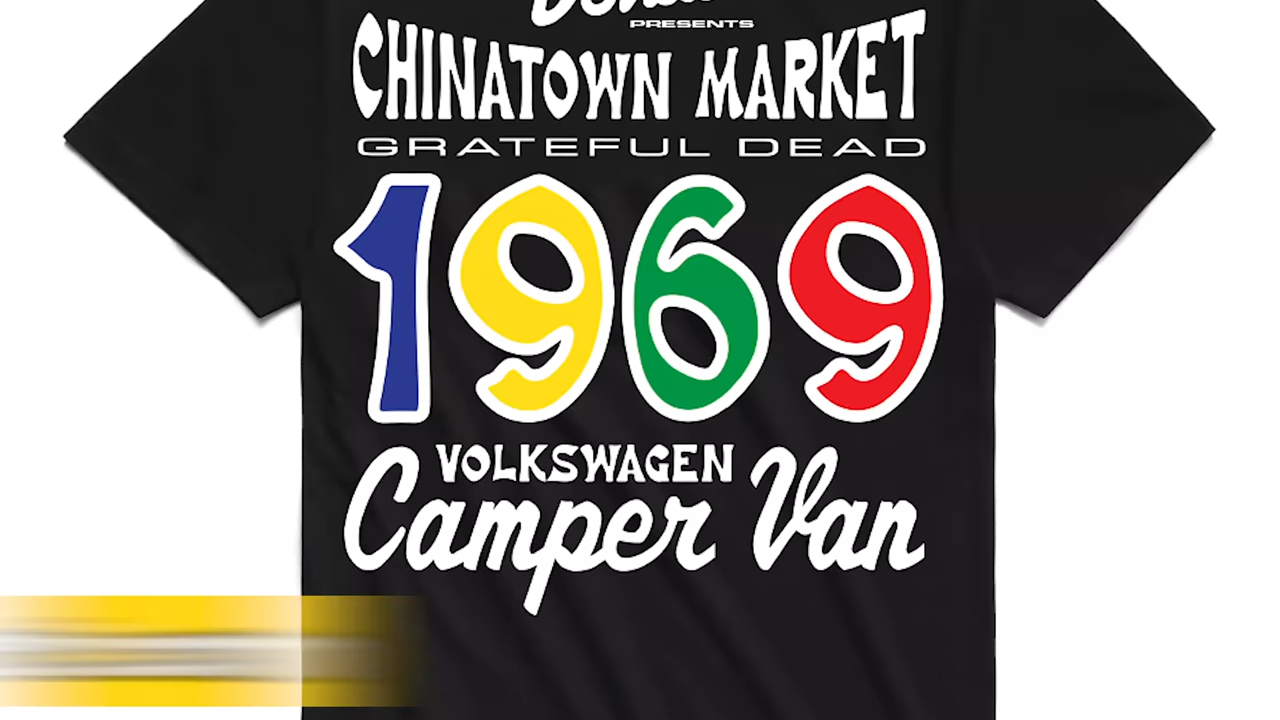 PRESENTS
CHINATOWN MARKET
GRATEFUL DEAD
1969
VOLKSWAGEN
Camper Van